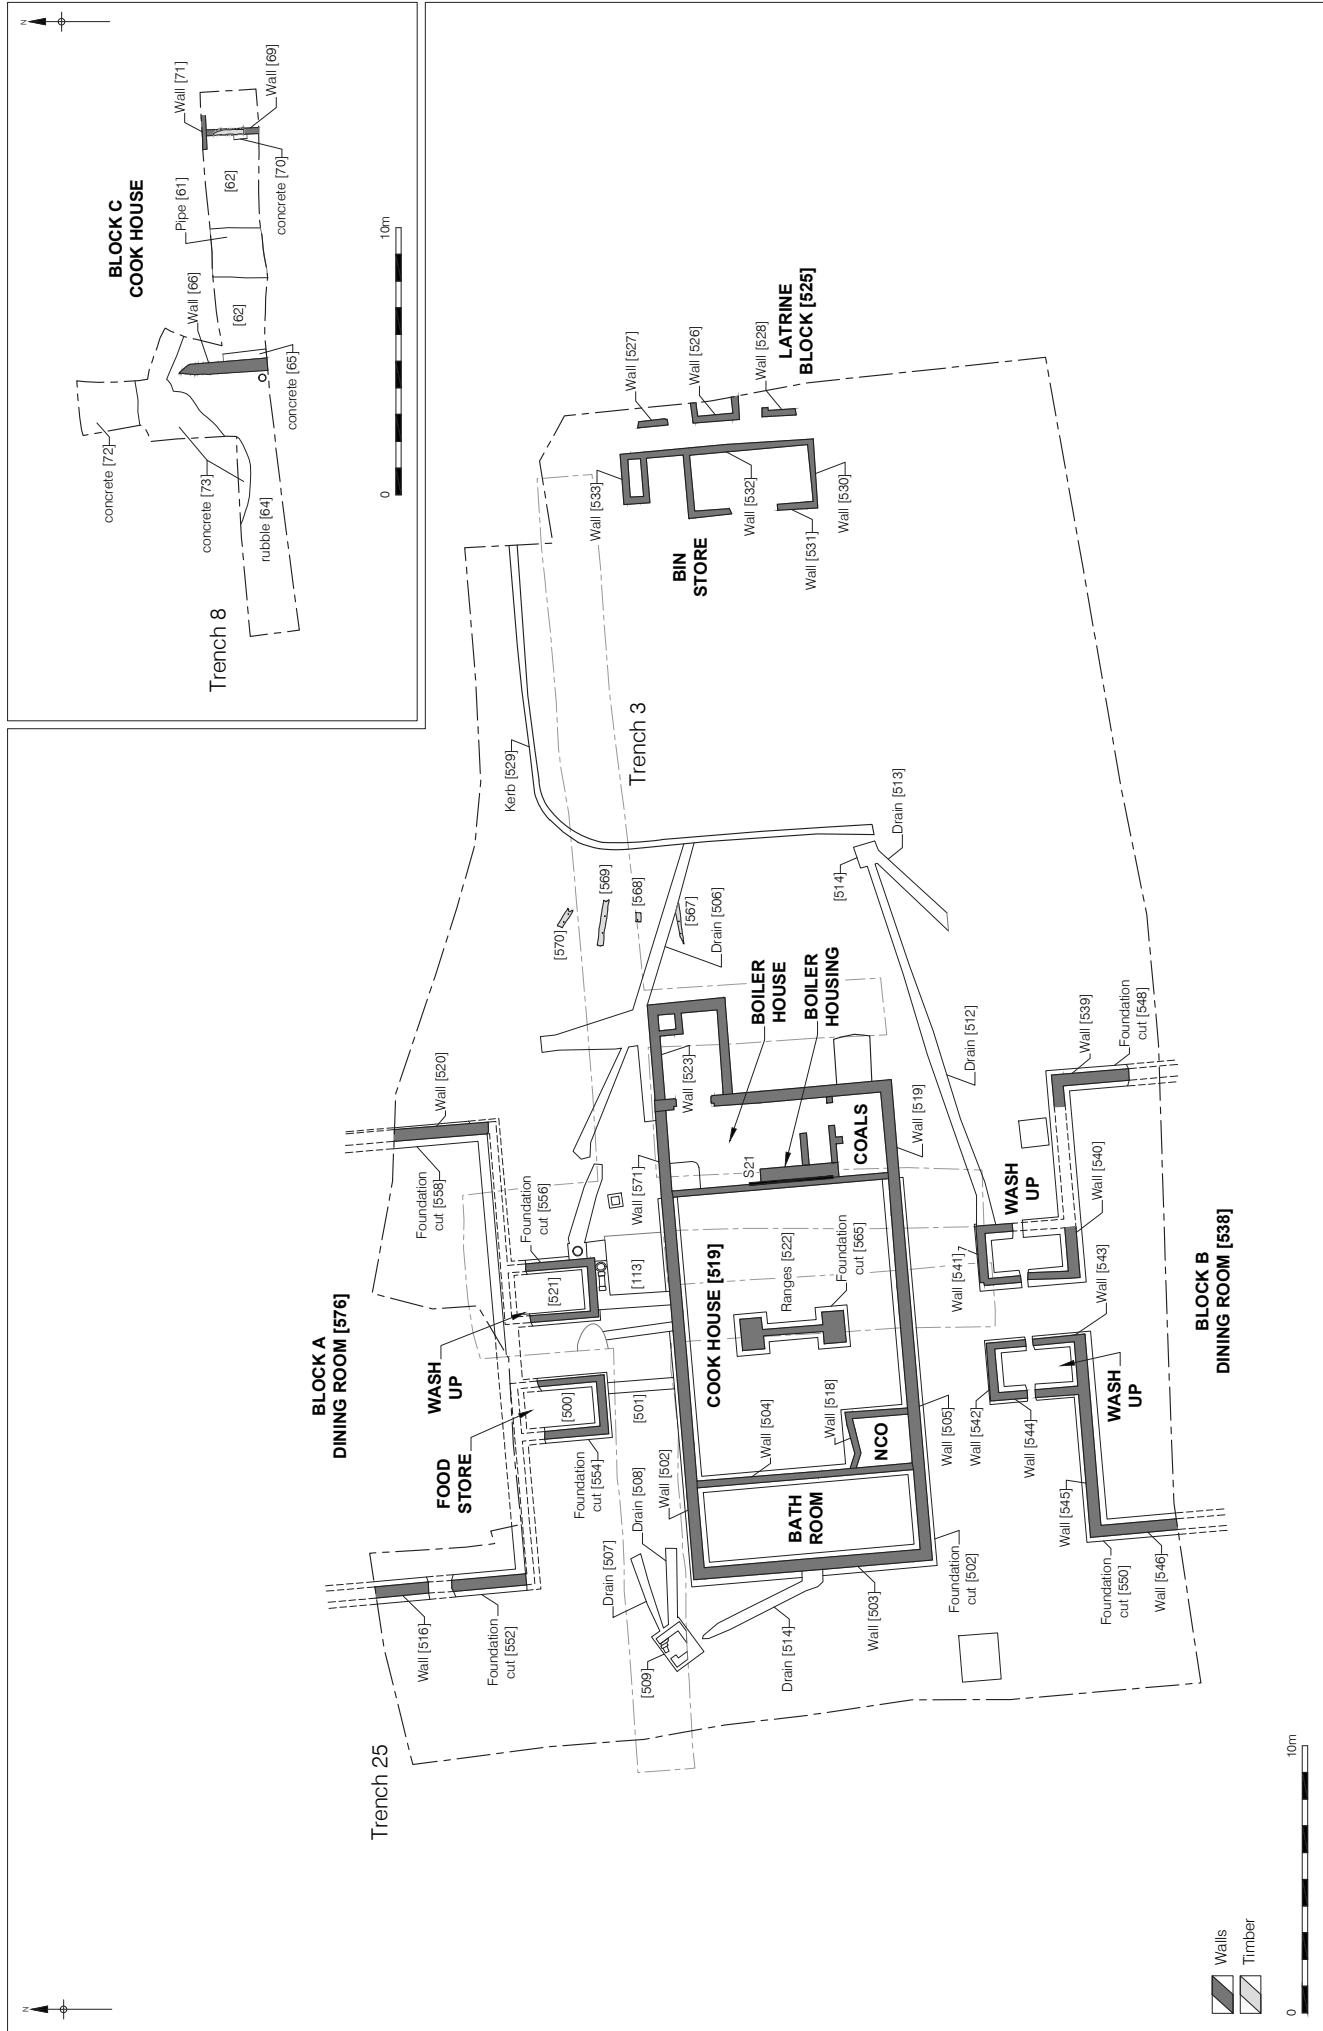 N
Wall [71]
Wall [69]
BLOCK C
COOK HOUSE
Pipe [61]
[62]
concrete [70]
Wall [66]
[62]
concrete [65]
concrete [72]
concrete [73]
rubble [64]
Trench 8
0
10m
N
Trench 25
BLOCK A
DINING ROOM [576]
Wall [516]
Foundation
cut [552]
FOOD
STORE
[500]
Foundation
cut [554]
WASH
UP
[521]
Foundation
cut [556]
Foundation
cut [558]
Wall [520]
[501]
[113]
Wall [571]
Drain [507]
Drain [508]
[509]
Wall [502]
Drain [514]
Wall [503]
Foundation
cut [502]
BATH
ROOM
Wall [504]
COOK HOUSE [519]
Wall [518]
NCO
Wall [505]
Ranges [522]
Foundation
cut [565]
S21
COALS
Wall [519]
Wall [523]
BOILER
HOUSE
BOILER
HOUSING
Drain [506]
[567]
[568]
[569]
[570]
Kerb [529]
Trench 3
[514]
Drain [513]
Drain [512]
BIN
STORE
Wall [533]
Wall [532]
Wall [531]
Wall [530]
Wall [527]
Wall [526]
Wall [528]
LATRINE
BLOCK [525]
Wall [542]
Wall [544]
Wall [545]
Foundation
cut [550]
Wall [546]
WASH
UP
Wall [543]
Wall [541]
WASH
UP
Wall [540]
Wall [539]
Foundation
cut [548]
BLOCK B
DINING ROOM [538]
Walls
Timber
0
10m